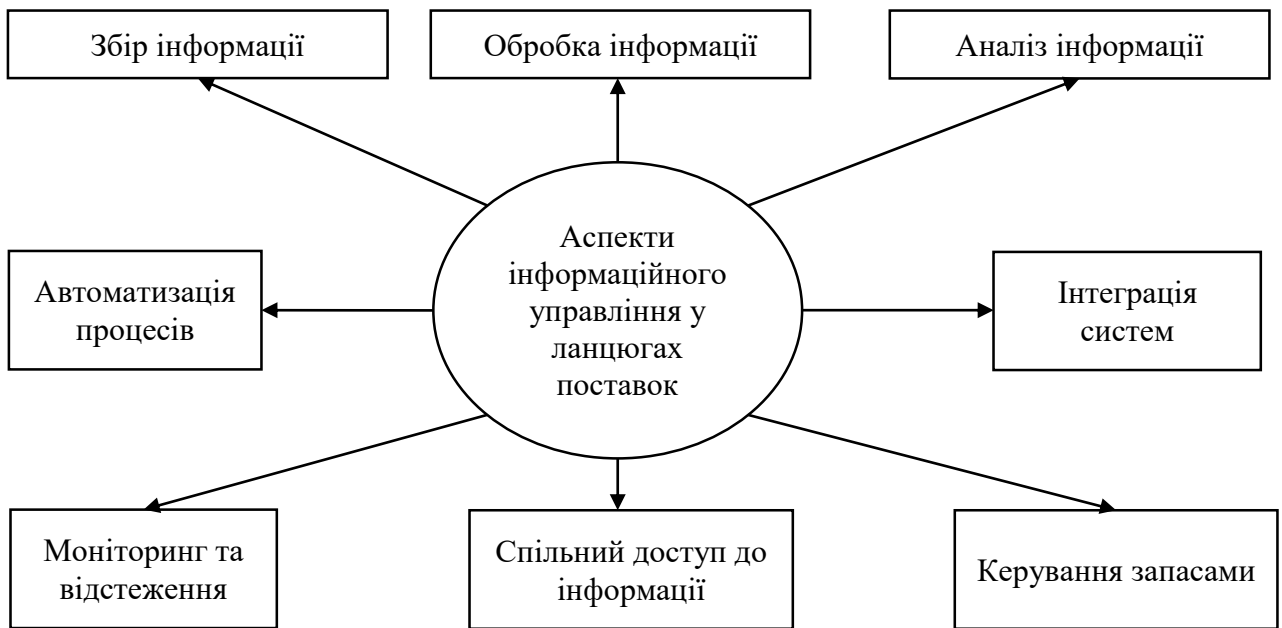 Збір інформації
Обробка інформації
Аналіз інформації
Аспекти
інформаційного
управління у
ланцюгах
поставок
Автоматизація
процесів
Інтеграція
систем
Моніторинг та
відстеження
Спільний доступ до
інформації
Керування запасами